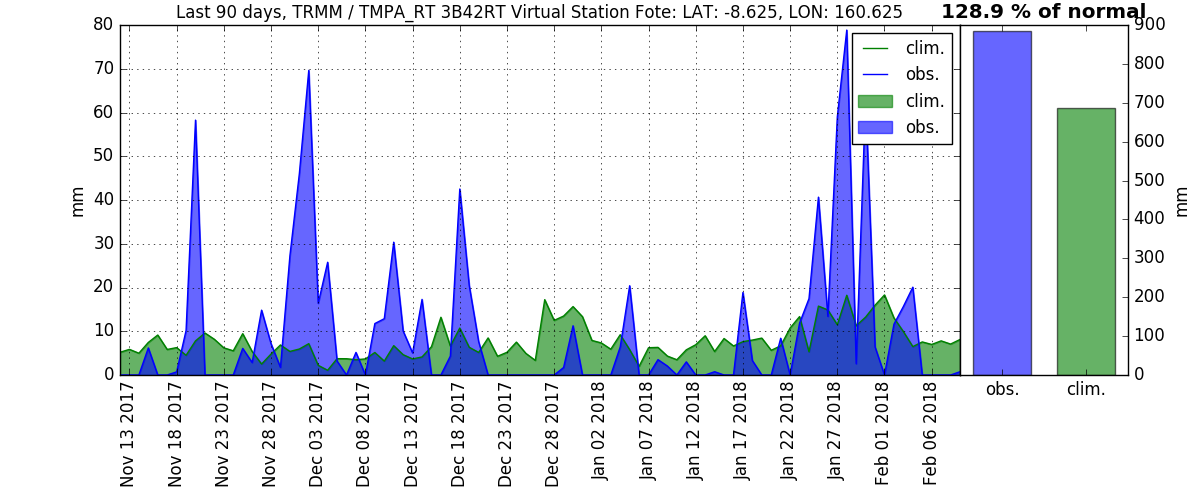 Last 90 days, TRMM / TMPA_RT 3B42RT Virtual Station Fote: LAT: -8.625, LON: 160.625
128.9 % of normal
80
70
60
50
40
30
20
10
0
mm
clim.
obs.
clim.
obs.
900
800
700
600
500
400
300
200
100
0
mm
obs.
clim.
Nov 13 2017
Nov 18 2017
Nov 23 2017
Nov 28 2017
Dec 03 2017
Dec 08 2017
Dec 13 2017
Dec 18 2017
Dec 23 2017
Dec 28 2017
Jan 02 2018
Jan 07 2018
Jan 12 2018
Jan 17 2018
Jan 22 2018
Jan 27 2018
Feb 01 2018
Feb 06 2018